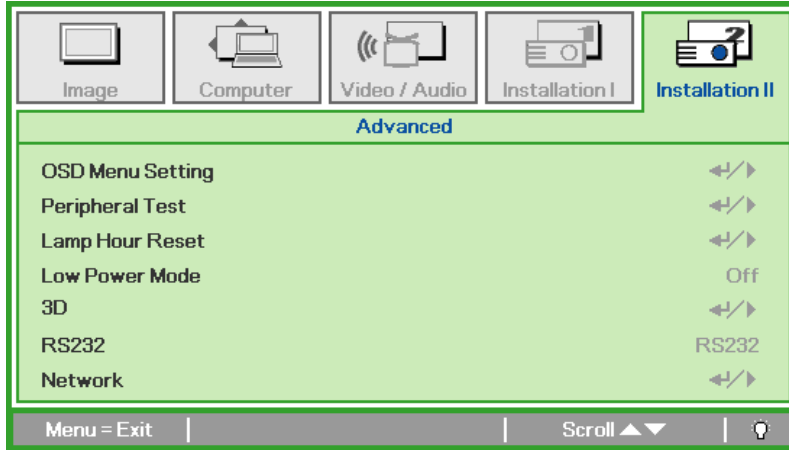 Image Computer Video / Audio Installation I Installation II
Advanced
OSD Menu Setting
Peripheral Test
Lamp Hour Reset
Low Power Mode Off
3D
RS232 RS232
Network
Menu = Exit Scroll ▲▼